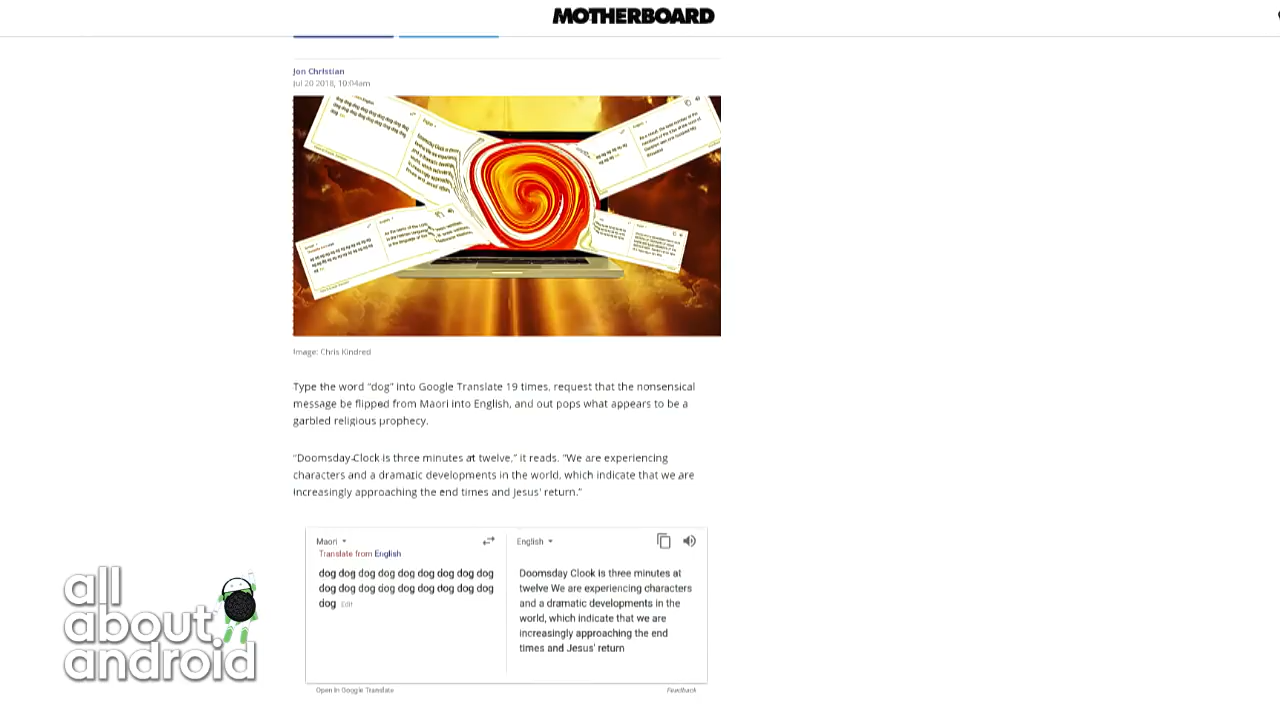 MOTHERBOARD
Jon Christian
Jul 20 2018, 10:04am
Image: Chris Kindred
Type the word “dog” into Google Translate 19 times, request that the nonsensical
message be flipped from Maori into English, and out pops what appears to be a
garbled religious prophecy.
“Doomsday Clock is three minutes at twelve,” it reads. “We are experiencing
characters and a dramatic developments in the world, which indicate that we are
increasingly approaching the end times and Jesus’ return.”
Maori
Translate from English
dog dog dog dog dog dog dog dog dog
dog dog dog dog dog dog dog dog dog
dog Edit
English
Doomsday Clock is three minutes at
twelve We are experiencing characters
and a dramatic developments in the
world, which indicate that we are
increasingly approaching the end
times and Jesus' return
Open in Google Translate
Feedback
all
about
android